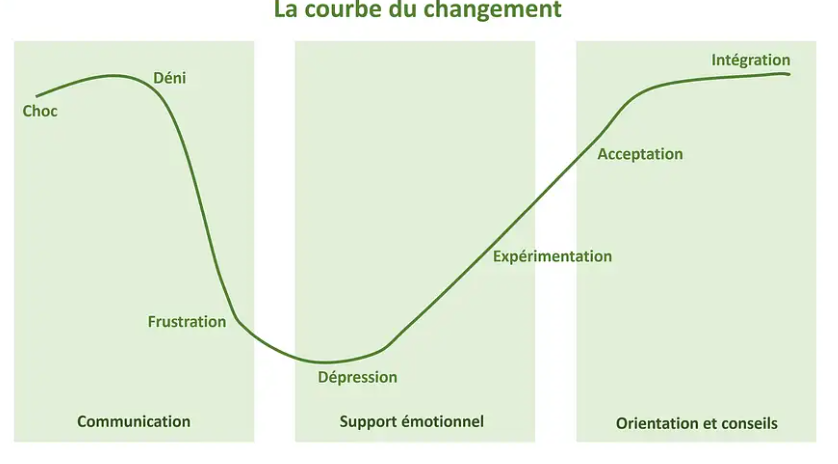 La courbe du changement
Choc
Déni
Frustration
Dépression
Expérimentation
Acceptation
Intégration
Communication
Support émotionnel
Orientation et conseils